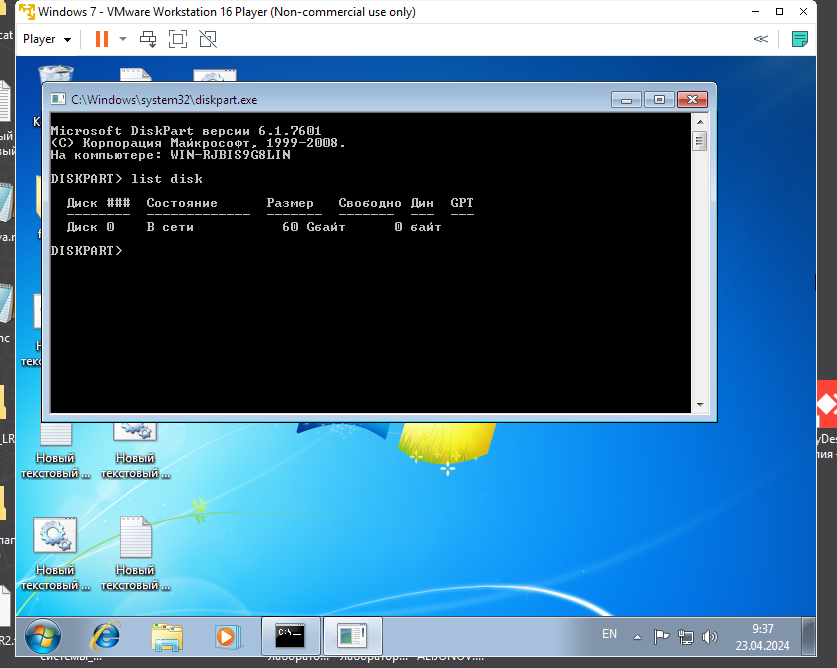 Windows 7 - VMware Workstation 16 Player (Non-commercial use only)
Player
C:\Windows\system32\diskpart.exe
Microsoft DiskPart версии 6.1.7601
(C) Корпорация Майкрософт, 1999-2008.
На компьютере: WIN-RJBIS9G8LIN
DISKPART> list disk
Диск ### Состояние Размер Свободно Дин GPT
-------- ------------- ------- ------- --- ---
Диск 0 В сети 60 Gбайт 0 байт
DISKPART>
Новый текстовый ...
Новый текстовый ...
Новый текстовый ...
Новый текстовый ...
C:\_
EN
9:37
23.04.2024